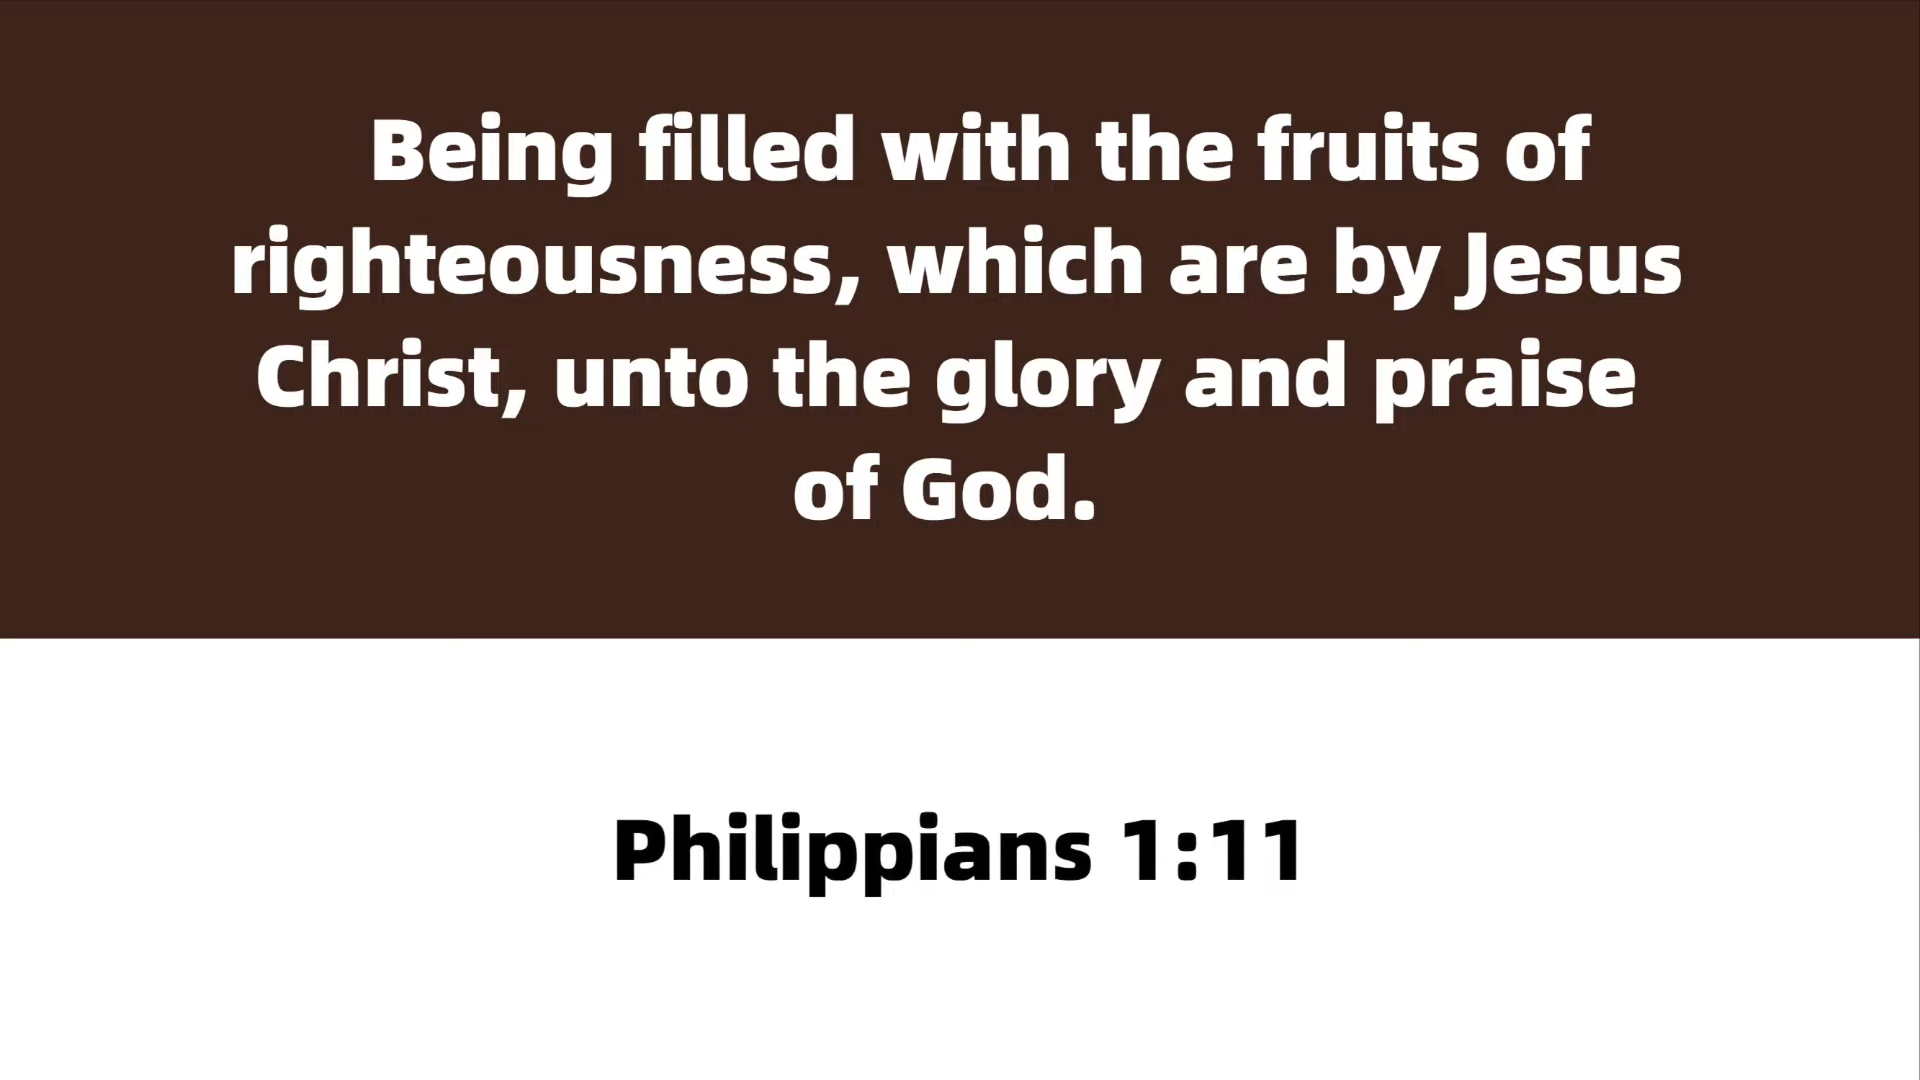 Being filled with the fruits of
righteousness, which are by Jesus
Christ, unto the glory and praise
of God.
Philippians 1:11